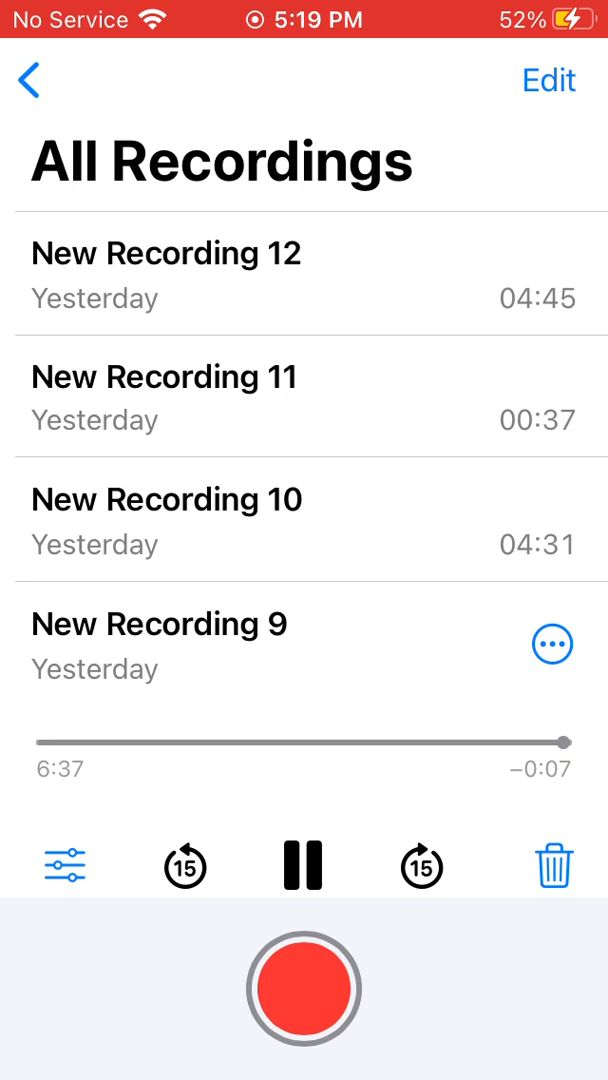 No Service 5:19 PM 52%
Edit
All Recordings
New Recording 12
Yesterday 04:45
New Recording 11
Yesterday 00:37
New Recording 10
Yesterday 04:31
New Recording 9
Yesterday
6:37 −0:07
15 15